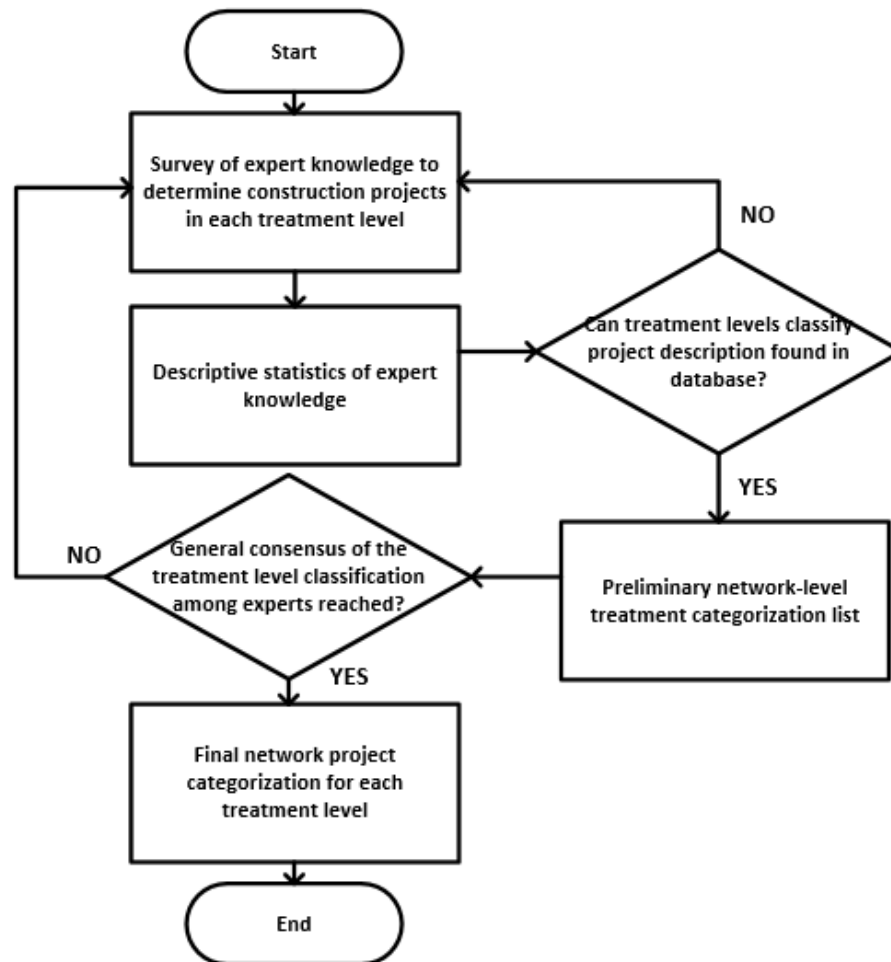 Start
Survey of expert knowledge to
determine construction projects
in each treatment level
NO
Descriptive statistics of expert
knowledge
Can treatment levels classify
project description found in
database?
YES
Preliminary network-level
treatment categorization list
General consensus of the
treatment level classification
among experts reached?
NO
YES
Final network project
categorization for each
treatment level
End